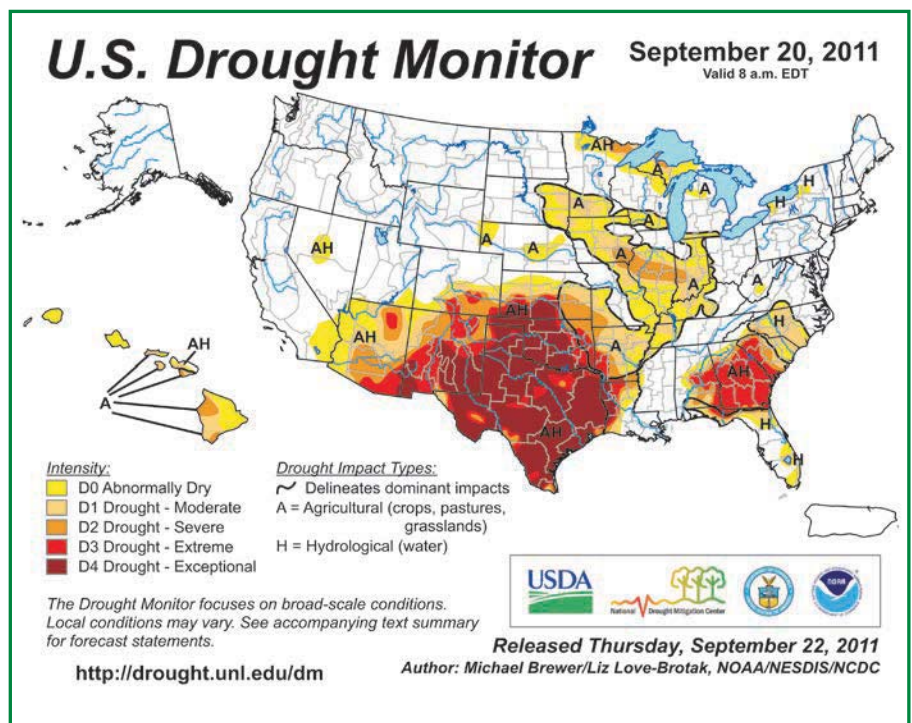 U.S. Drought Monitor
September 20, 2011
Valid 8 a.m. EDT
AH
A
A
H
H
A
A
AH
A
A
A
A
A
AH
AH
A
H
AH
AH
H
H
AH
A
Intensity:
D0 Abnormally Dry
D1 Drought - Moderate
D2 Drought - Severe
D3 Drought - Extreme
D4 Drought - Exceptional
Drought Impact Types:
Delineates dominant impacts
A = Agricultural (crops, pastures,
grasslands)
H = Hydrological (water)
USDA
National Drought Mitigation Center
NOAA
The Drought Monitor focuses on broad-scale conditions.
Local conditions may vary. See accompanying text summary
for forecast statements.
http://drought.unl.edu/dm
Released Thursday, September 22, 2011
Author: Michael Brewer/Liz Love-Brotak, NOAA/NESDIS/NCDC